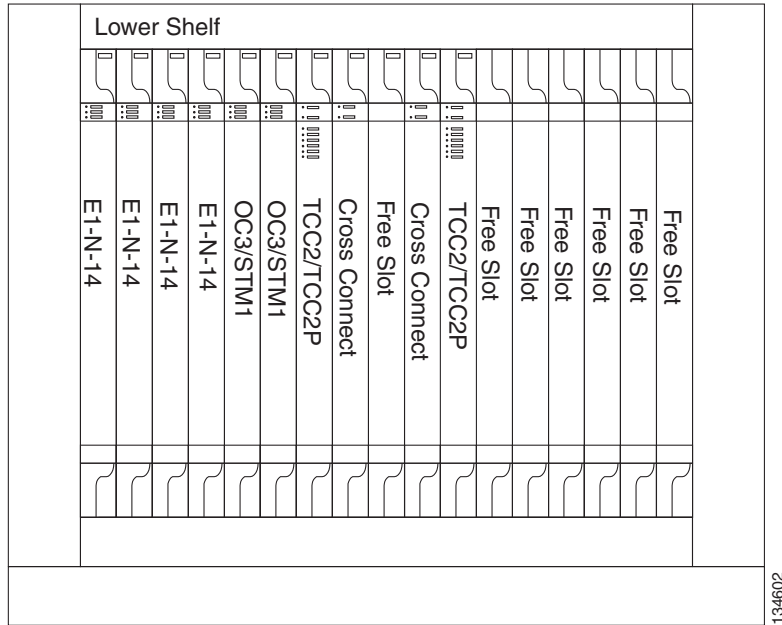 Lower Shelf
E1-N-14
E1-N-14
E1-N-14
E1-N-14
OC3/STM1
OC3/STM1
TCC2/TCC2P
Cross Connect
Free Slot
Cross Connect
TCC2/TCC2P
Free Slot
Free Slot
Free Slot
Free Slot
Free Slot
Free Slot
134602